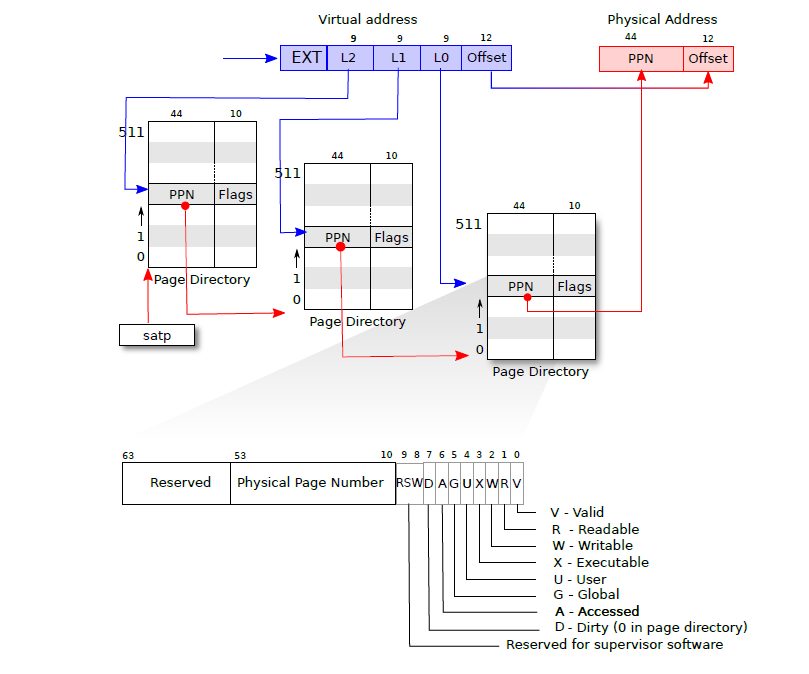 Virtual address
Physical Address
9 9 9 12
44 12
EXT L2 L1 L0 Offset
PPN Offset
44 10
511
PPN Flags
1
0
Page Directory
satp
44 10
511
PPN Flags
1
0
Page Directory
44 10
511
PPN Flags
1
0
Page Directory
63 53 10 9 8 7 6 5 4 3 2 1 0
Reserved Physical Page Number RSW D A G U X W R V
V - Valid
R - Readable
W - Writable
X - Executable
U - User
G - Global
A - Accessed
D - Dirty (0 in page directory)
Reserved for supervisor software